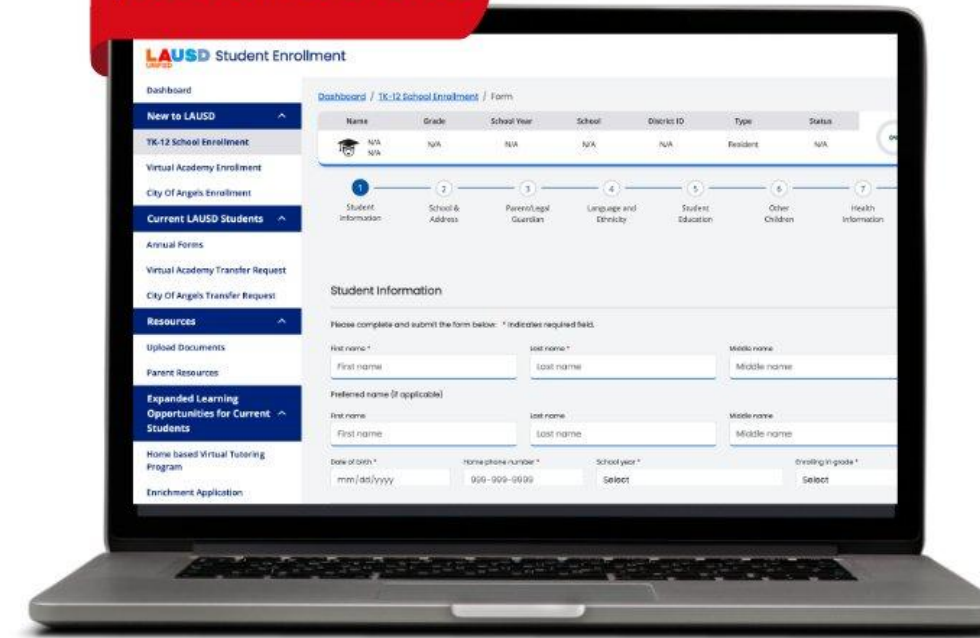 LAUSD Student Enrollment
UNIFIED
Dashboard
New to LAUSD
TK-12 School Enrollment
Virtual Academy Enrollment
City Of Angels Enrollment
Current LAUSD Students
Annual Forms
Virtual Academy Transfer Request
City Of Angels Transfer Request
Resources
Upload Documents
Parent Resources
Expanded Learning
Opportunities for Current
Students
Home based Virtual Tutoring
Program
Enrichment Application
Dashboard / TK-12 School Enrollment / Form
Name Grade School Year School District ID Type Status
N/A N/A N/A N/A N/A Resident N/A
N/A
1 2 3 4 5 6 7
Student School & Parent/Legal Language and Student Other Health
Information Address Guardian Ethnicity Education Children Information
Student Information
Please complete and submit the form below: * Indicates required field.
First name * Last name * Middle name
First name Last name Middle name
Preferred name (if applicable)
First name Last name Middle name
First name Last name Middle name
Date of birth * Home phone number * School year * Enrolling in grade *
mm/dd/yyyy 999-999-9999 Select Select